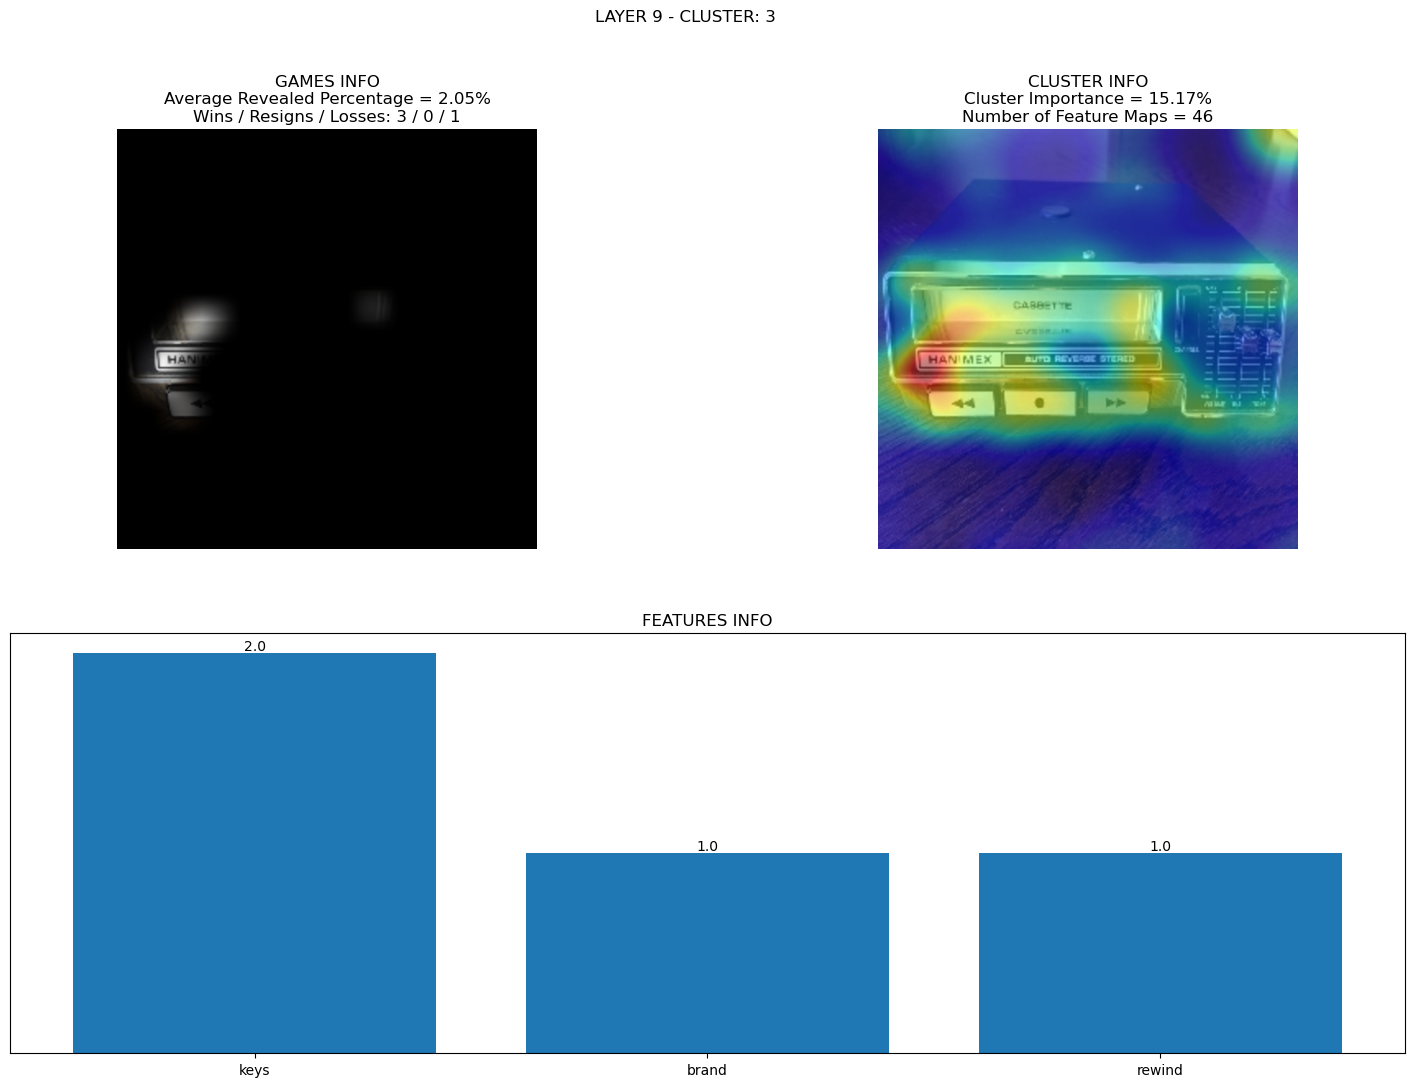 LAYER 9 - CLUSTER: 3
GAMES INFO
Average Revealed Percentage = 2.05%
Wins / Resigns / Losses: 3 / 0 / 1
HANIM
CLUSTER INFO
Cluster Importance = 15.17%
Number of Feature Maps = 46
CASSETTE
HANIMEX
AUTO REVERSE STEREO
FEATURES INFO
2.0
1.0
1.0
keys
brand
rewind